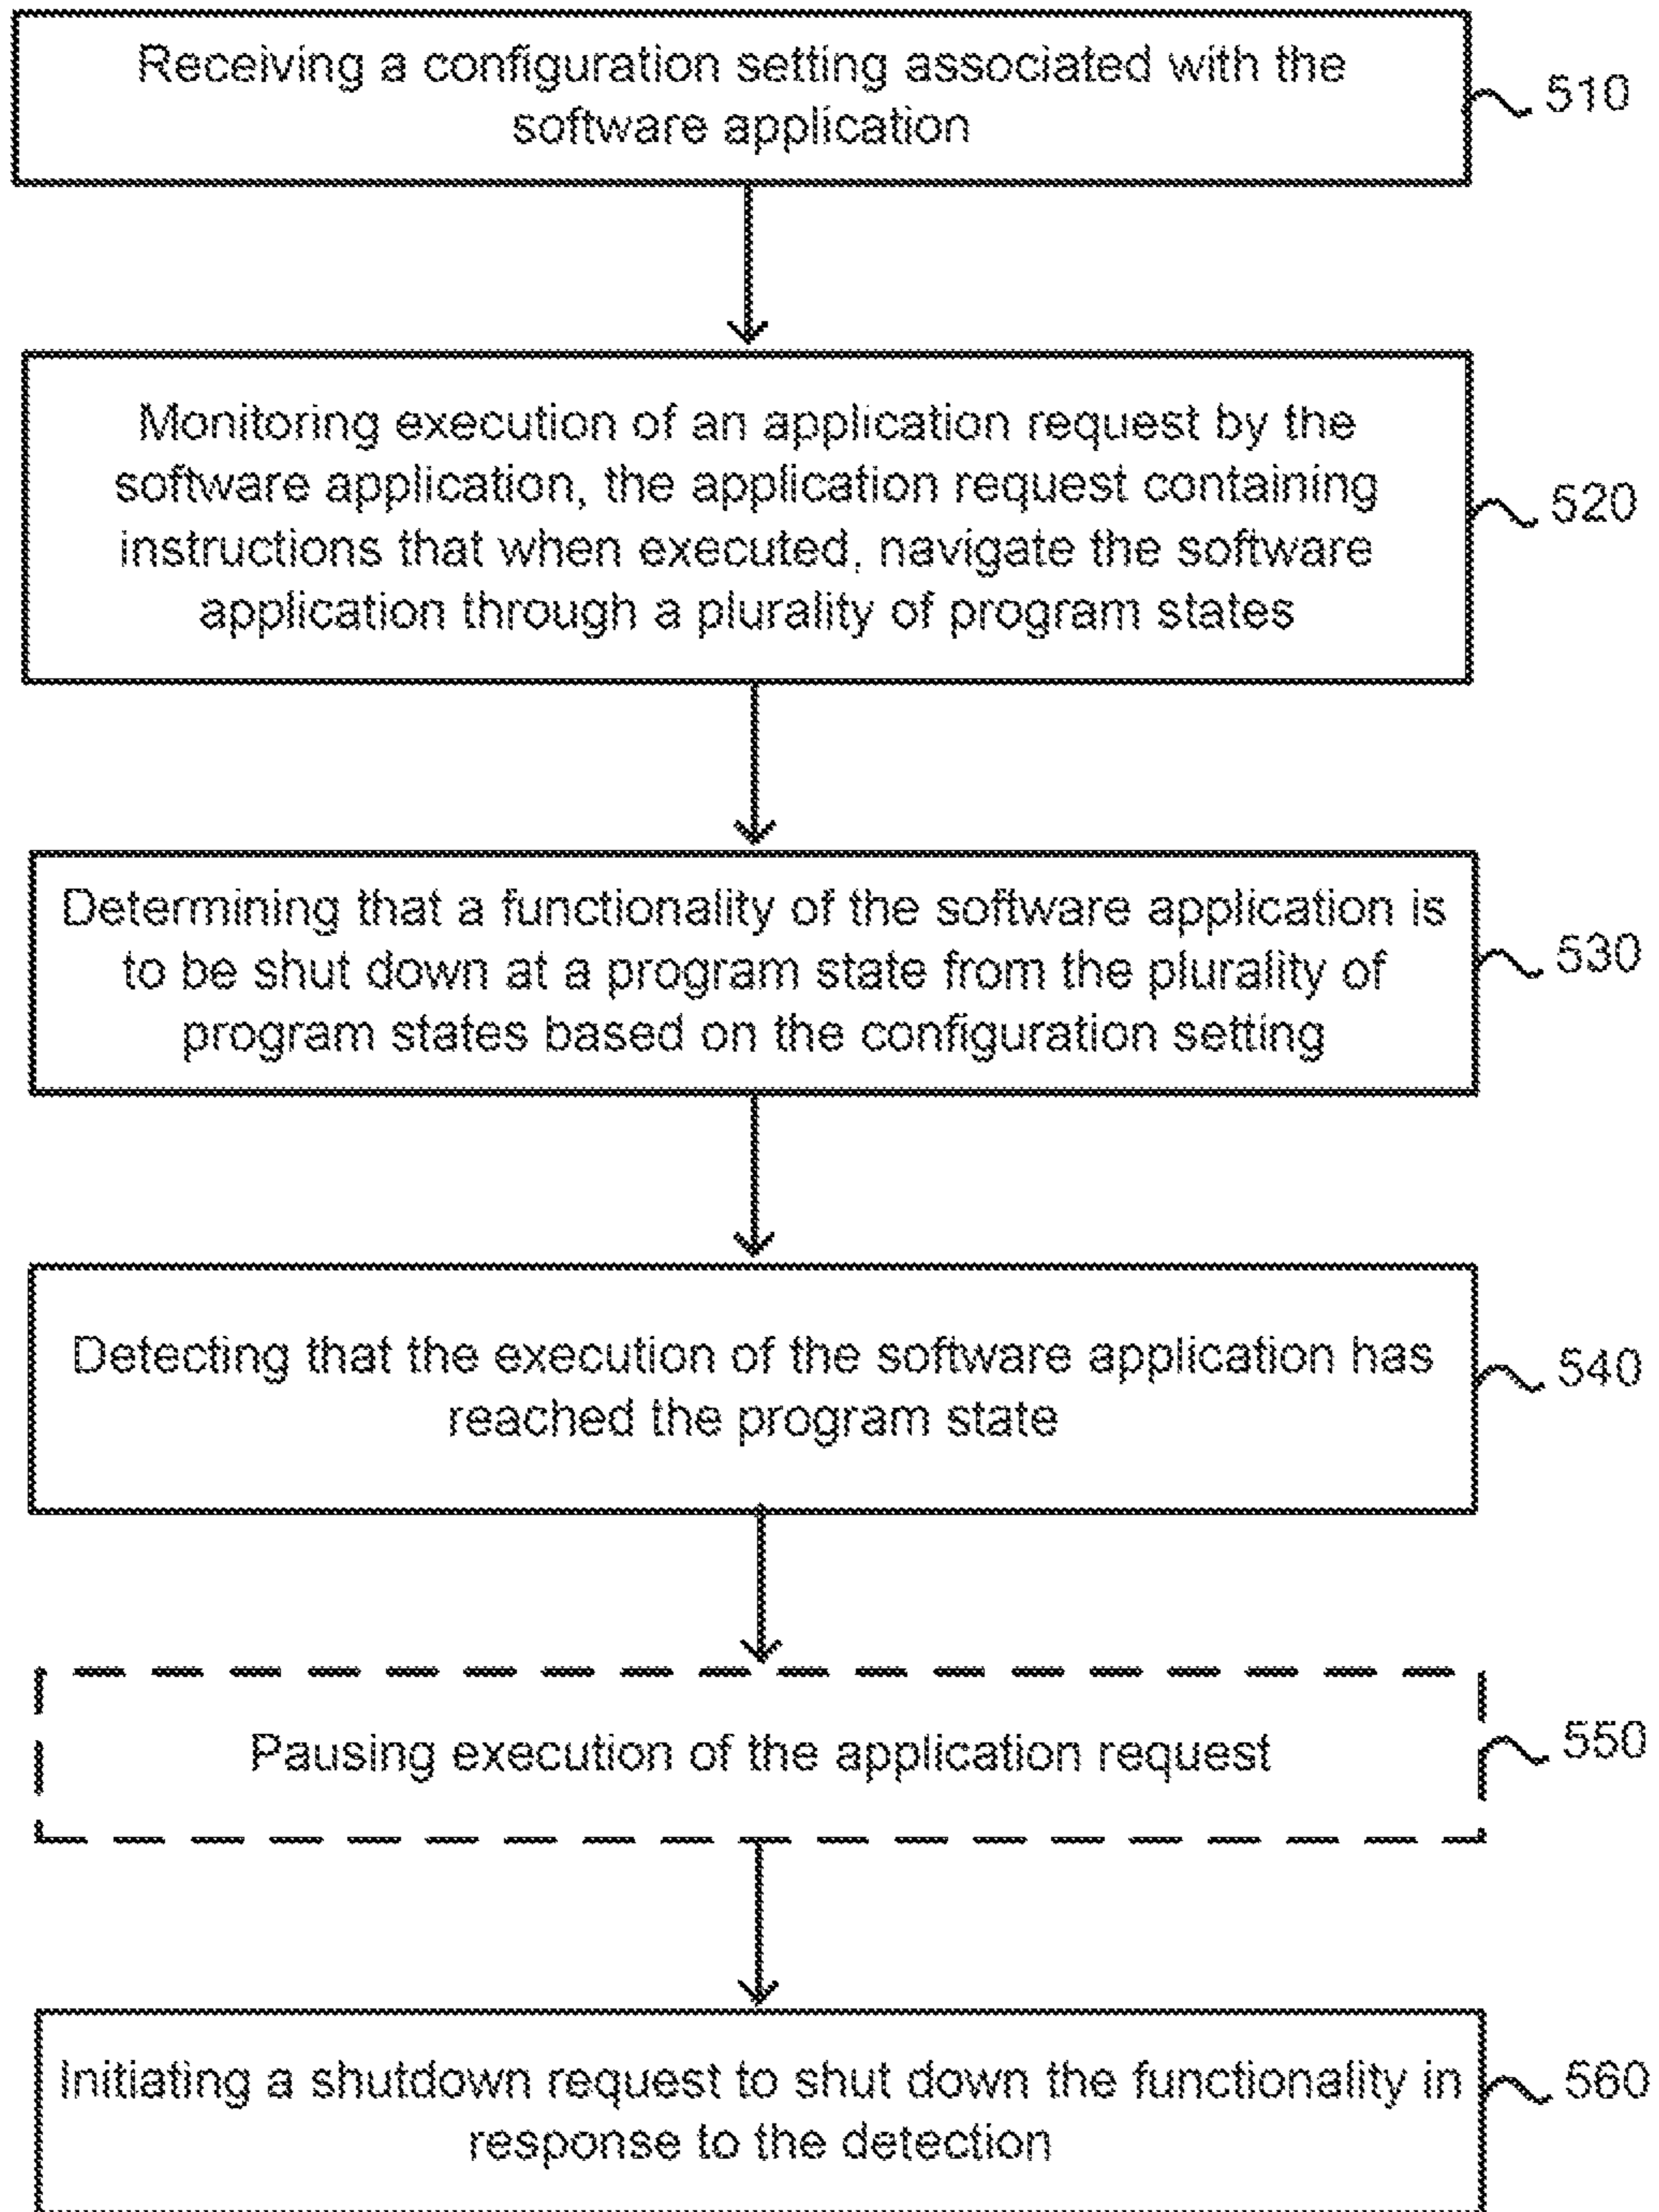 Receiving a configuration setting associated with the
software application
510
Monitoring execution of an application request by the
software application, the application request containing
instructions that when executed, navigate the software
application through a plurality of program states
520
Determining that a functionality of the software application is
to be shut down at a program state from the plurality of
program states based on the configuration setting
530
Detecting that the execution of the software application has
reached the program state
540
Pausing execution of the application request
550
Initiating a shutdown request to shut down the functionality in
response to the detection
560